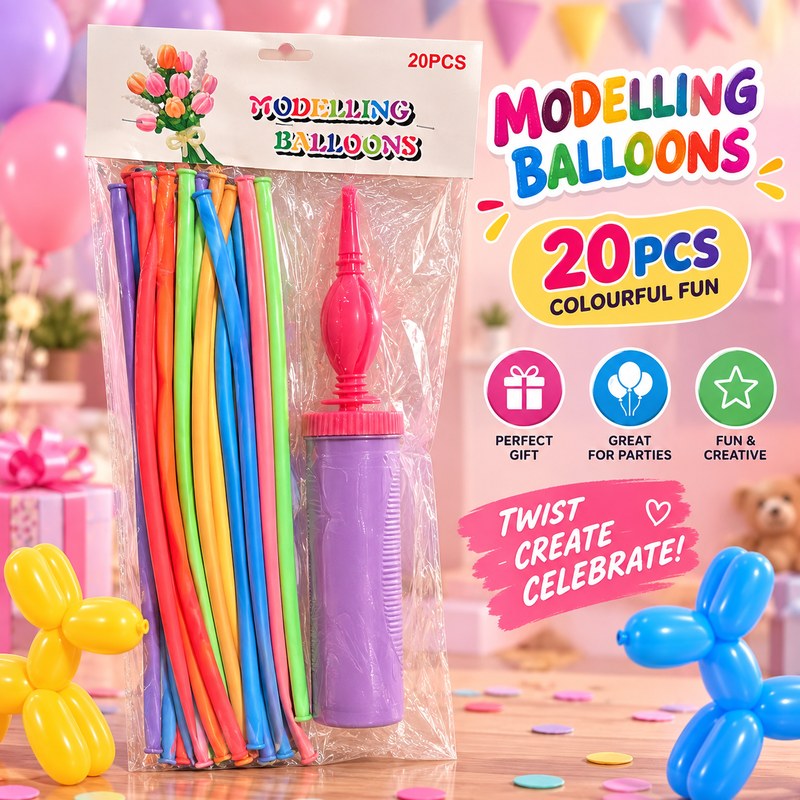 20PCS
MODELLING
BALLOONS
MODELLING
BALLOONS
20PCS
COLOURFUL FUN
PERFECT
GIFT
GREAT
FOR PARTIES
FUN &
CREATIVE
TWIST
CREATE
CELEBRATE!